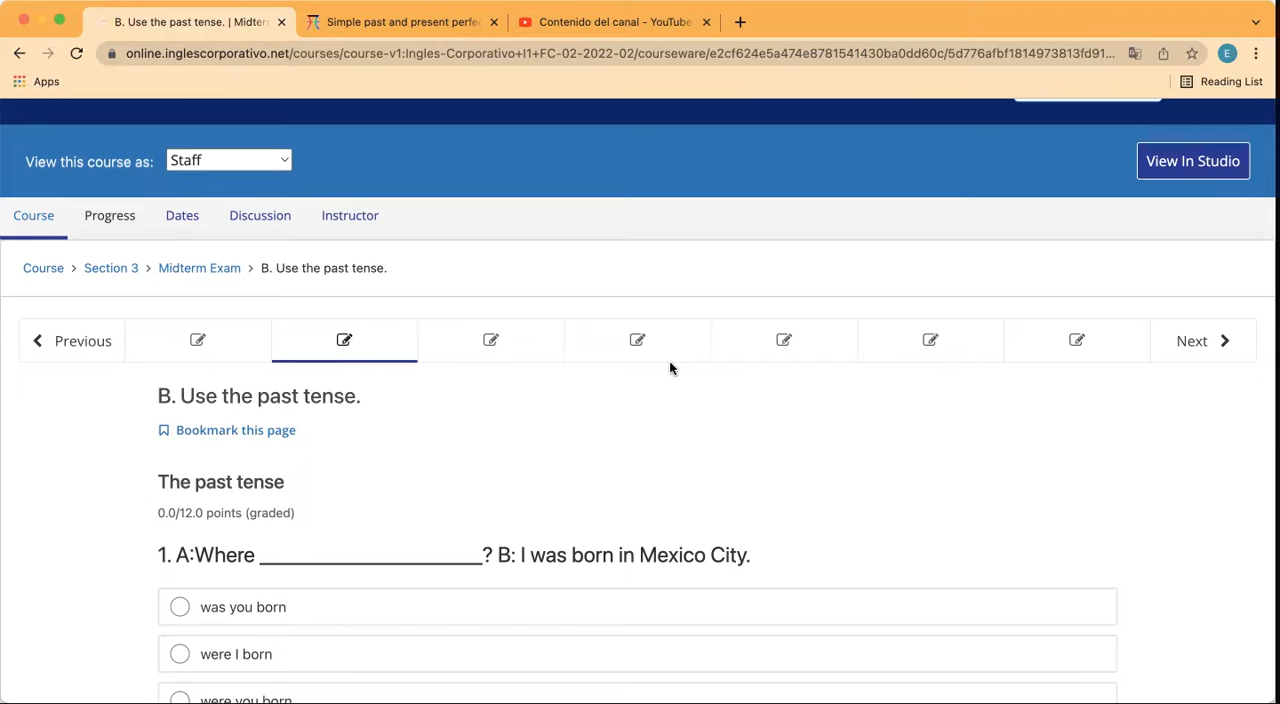 B. Use the past tense. | Midter
Simple past and present perfe
Contenido del canal - YouTube
online.inglescorporativo.net/courses/course-v1:Ingles-Corporativo+I1+FC-02-2022-02/courseware/e2cf624e5a474e8781541430ba0dd60c/5d776afbf1814973813fd91...
E
Apps
Reading List
View this course as:
Staff
View In Studio
Course
Progress
Dates
Discussion
Instructor
Course > Section 3 > Midterm Exam > B. Use the past tense.
Previous
Next
B. Use the past tense.
Bookmark this page
The past tense
0.0/12.0 points (graded)
1. A:Where ______________________? B: I was born in Mexico City.
was you born
were I born
were you born